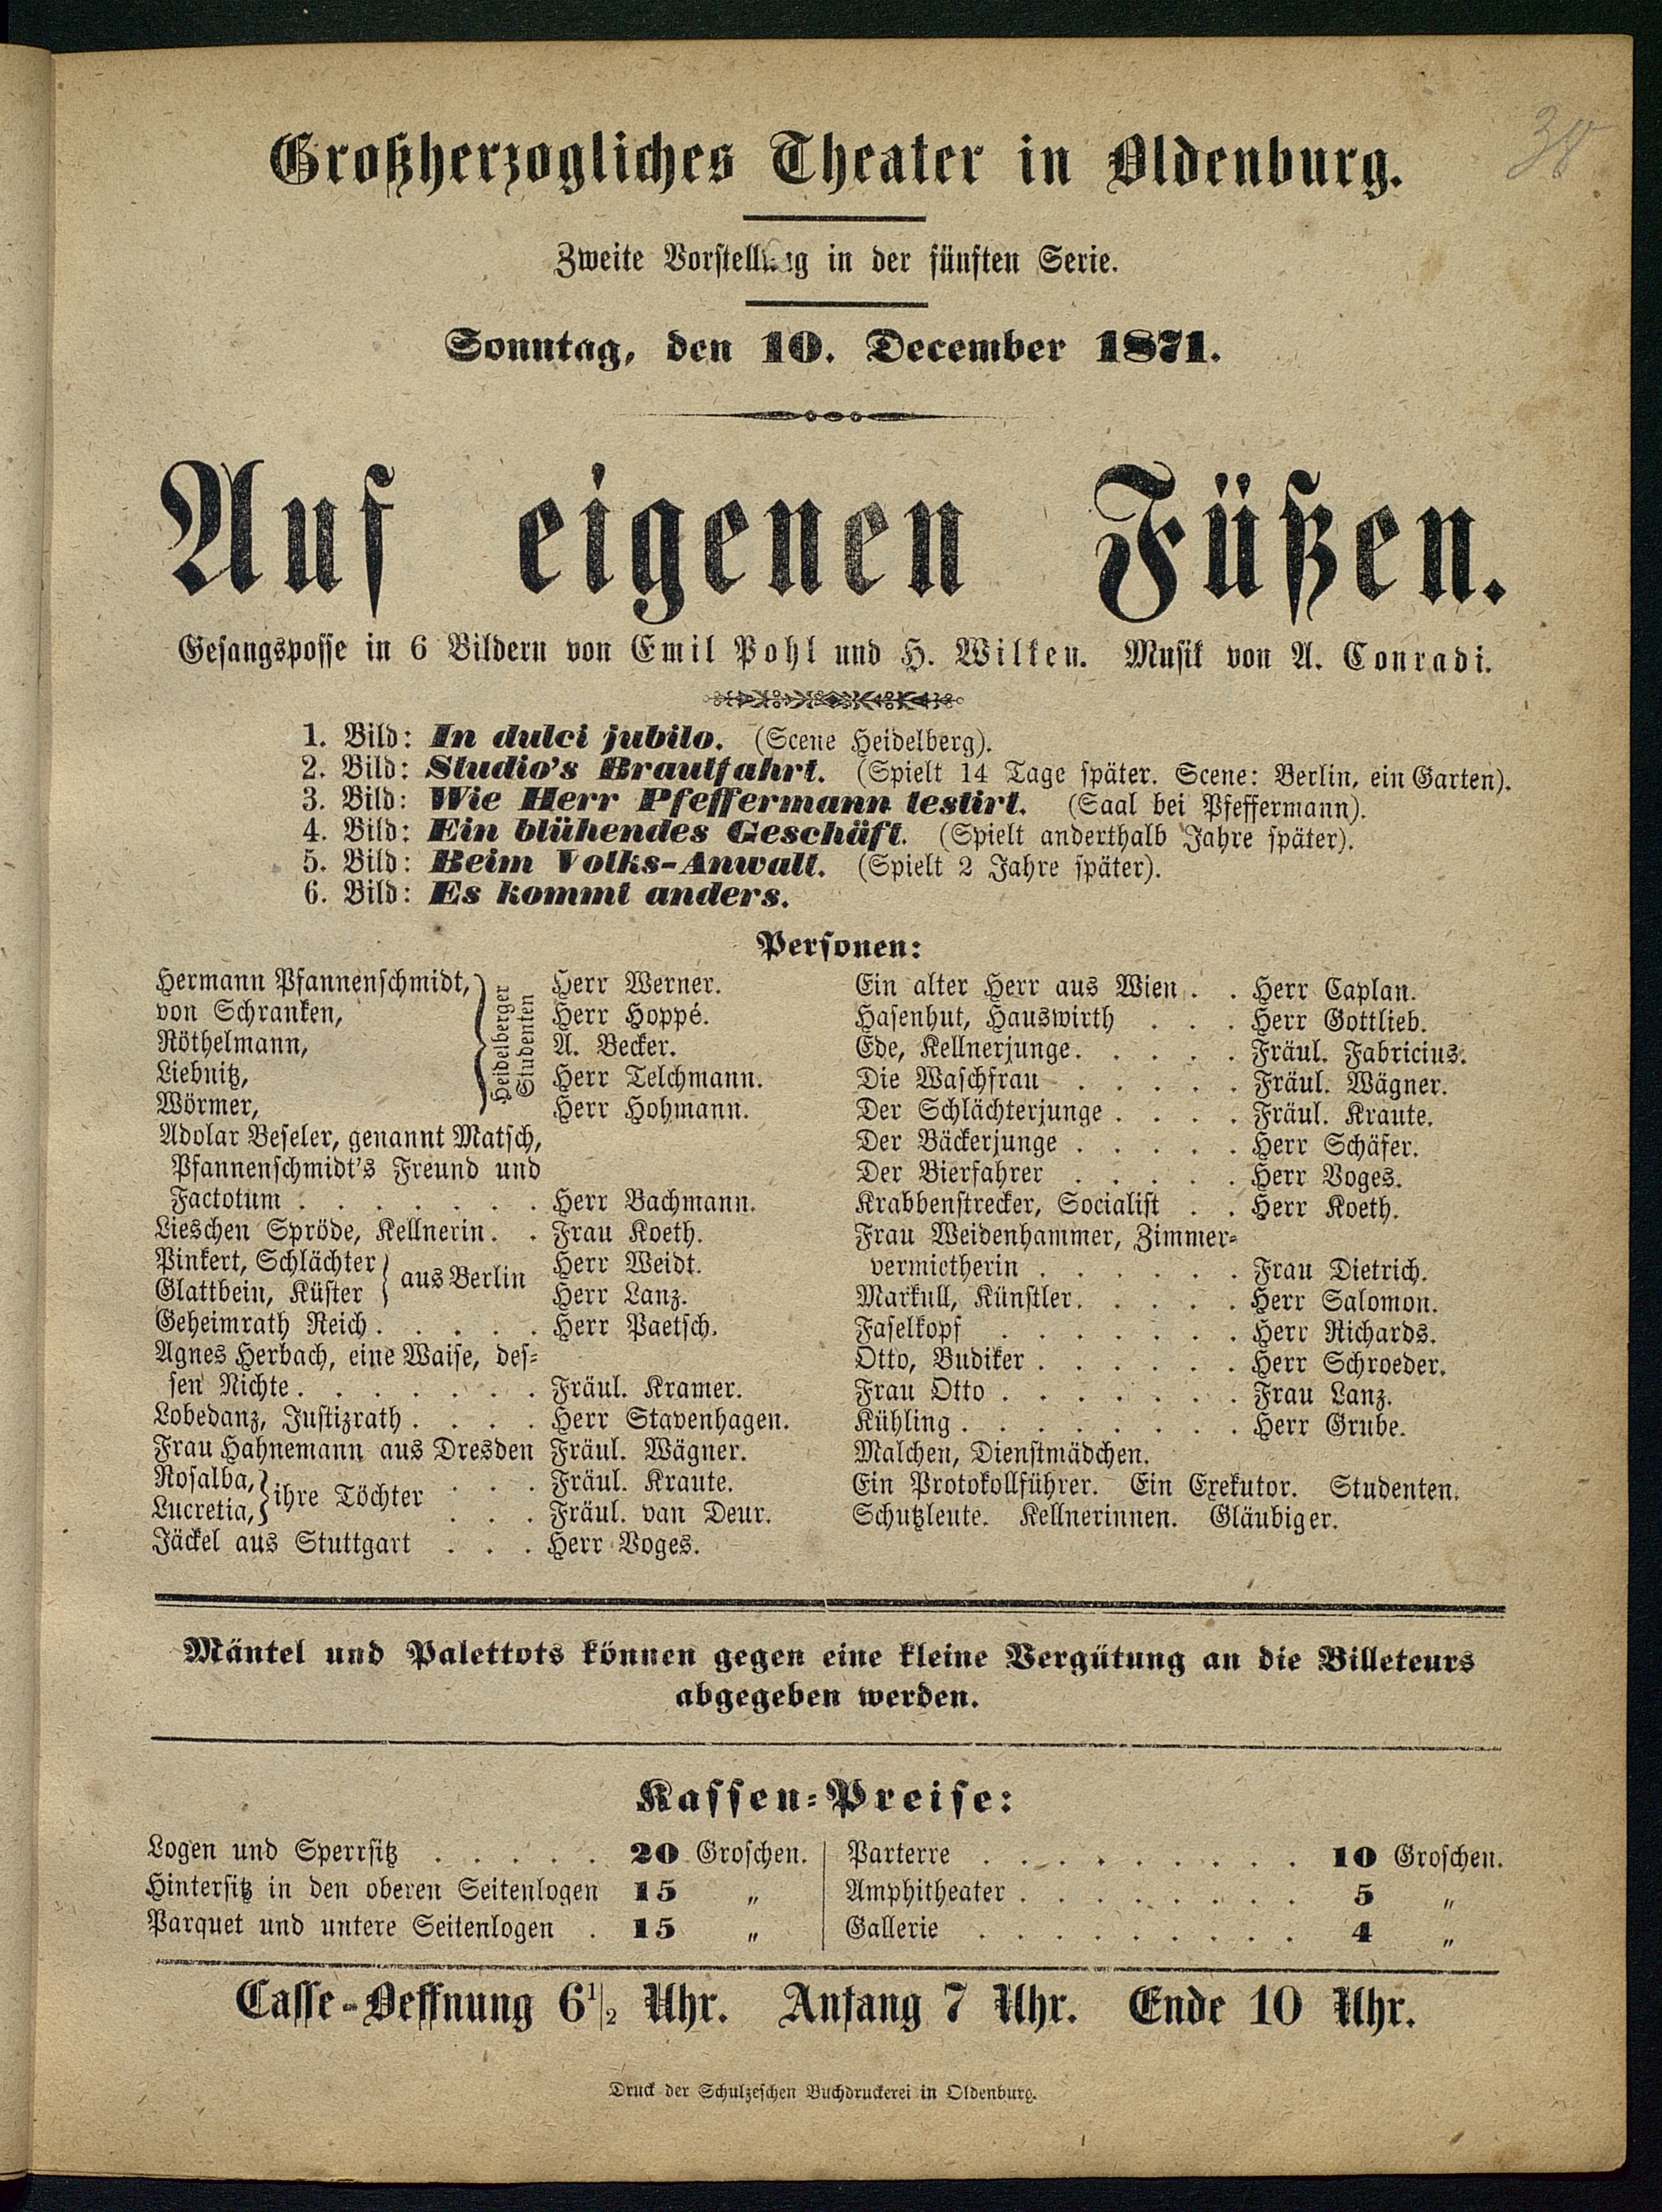 38
Großherzogliches Theater in Oldenburg.
Zweite Vorstellung in der fünften Serie.
Sonntag, den 10. December 1871.
Auf eigenen Füßen.
Gesangsposse in 6 Bildern von Emil Pohl und H. Wilken. Musik von A. Conradi.
1. Bild: In dulci jubilo. (Scene Heidelberg).
2. Bild: Studio's Brautfahrt. (Spielt 14 Tage später. Scene: Berlin, ein Garten).
3. Bild: Wie Herr Pfeffermann testirt. (Saal bei Pfeffermann).
4. Bild: Ein blühendes Geschäft. (Spielt anderthalb Jahre später).
5. Bild: Beim Volks-Anwalt. (Spielt 2 Jahre später).
6. Bild: Es kommt anders.
Personen:
Hermann Pfannenschmidt, Herr Werner.
von Schranken, Herr Hoppé.
Röthelmann, A. Becker.
Liebnitz, Herr Telchmann.
Wörmer, Herr Hohmann.
Heidelberger
Studenten
Adolar Beseler, genannt Matsch,
Pfannenschmidt's Freund und
Factotum . . . . . . . Herr Bachmann.
Lieschen Spröde, Kellnerin. . Frau Koeth.
Pinkert, Schlächter Herr Weidt.
aus Berlin
Glattbein, Küster Herr Lanz.
Geheimrath Reich . . . . . Herr Paetsch.
Agnes Herbach, eine Waise, des-
sen Nichte . . . . . . . Fräul. Kramer.
Lobedanz, Justizrath . . . . Herr Stavenhagen.
Frau Hahnemann aus Dresden Fräul. Wägner.
Rosalba, . . . Fräul. Kraute.
ihre Töchter
Lucretia, . . . Fräul. van Deur.
Jäckel aus Stuttgart . . . Herr Voges.
Ein alter Herr aus Wien . . Herr Caplan.
Hasenhut, Hauswirth . . . Herr Gottlieb.
Ede, Kellnerjunge . . . . . Fräul. Fabricius.
Die Waschfrau . . . . . Fräul. Wägner.
Der Schlächterjunge . . . . Fräul. Kraute.
Der Bäckerjunge . . . . . Herr Schäfer.
Der Bierfahrer . . . . . Herr Voges.
Krabbenstrecker, Socialist . . Herr Koeth.
Frau Weidenhammer, Zimmer-
vermietherin . . . . . . Frau Dietrich.
Markull, Künstler . . . . . Herr Salomon.
Faselkopf . . . . . . . Herr Richards.
Otto, Budiker . . . . . . Herr Schroeder.
Frau Otto . . . . . . . Frau Lanz.
Kühling . . . . . . . . Herr Grube.
Malchen, Dienstmädchen.
Ein Protokollführer. Ein Exekutor. Studenten.
Schutzleute. Kellnerinnen. Gläubiger.
Mäntel und Palettots können gegen eine kleine Vergütung an die Billeteurs
abgegeben werden.
Kassen-Preise:
Logen und Sperrsitz . . . . . 20 Groschen.
Hintersitz in den oberen Seitenlogen 15 „
Parquet und untere Seitenlogen . 15 „
Parterre . . . . . . . . . 10 Groschen.
Amphitheater . . . . . . . . 5 „
Gallerie . . . . . . . . . 4 „
Casse-Oeffnung 6 1/2 Uhr. Anfang 7 Uhr. Ende 10 Uhr.
Druck der Schulzeschen Buchdruckerei in Oldenburg.